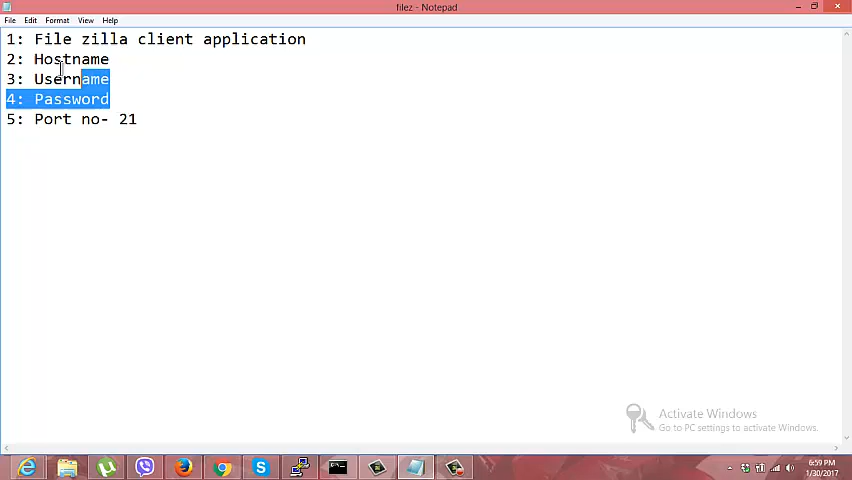 filez - Notepad
File Edit Format View Help
1: File zilla client application
2: Hostname
3: Username
4: Password
5: Port no- 21
Activate Windows
Go to PC settings to activate Windows.
6:59 PM
1/30/2017